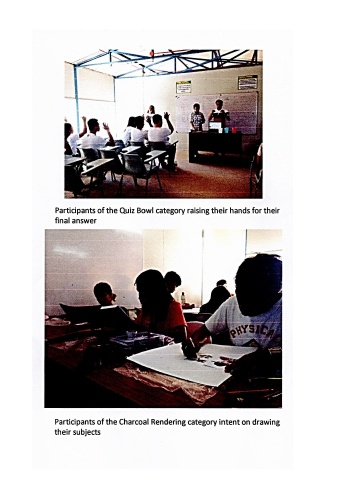 Participants of the Quiz Bowl category raising their hands for their
final answer
PHYSICA
Participants of the Charcoal Rendering category intent on drawing
their subjects